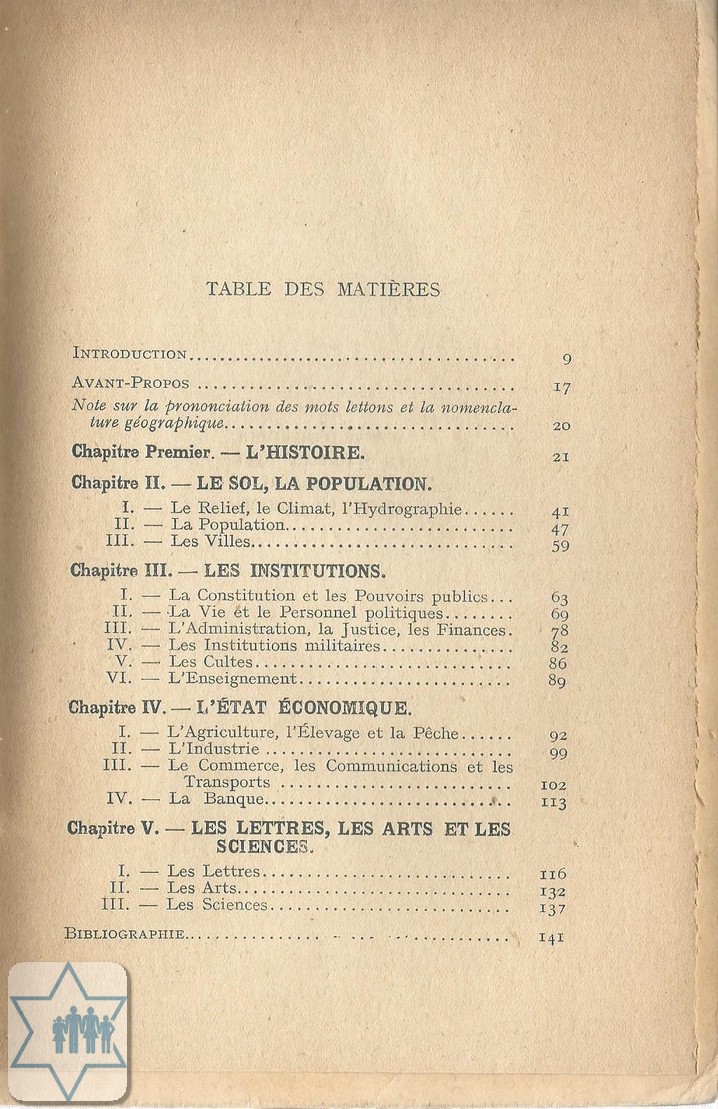 TABLE DES MATIÈRES
INTRODUCTION........................................ 9
AVANT-PROPOS ........................................ 17
Note sur la prononciation des mots lettons et la nomencla-
ture géographique.................................... 20
Chapitre Premier. — L'HISTOIRE. 21
Chapitre II. — LE SOL, LA POPULATION.
I. — Le Relief, le Climat, l'Hydrographie...... 41
II. — La Population............................ 47
III. — Les Villes................................ 59
Chapitre III. — LES INSTITUTIONS.
I. — La Constitution et les Pouvoirs publics... 63
II. — La Vie et le Personnel politiques........ 69
III. — L'Administration, la Justice, les Finances. 78
IV. — Les Institutions militaires.............. 82
V. — Les Cultes................................ 86
VI. — L'Enseignement............................ 89
Chapitre IV. — L'ÉTAT ÉCONOMIQUE.
I. — L'Agriculture, l'Élevage et la Pêche...... 92
II. — L'Industrie .............................. 99
III. — Le Commerce, les Communications et les
Transports ............................ 102
IV. — La Banque.............................. 113
Chapitre V. — LES LETTRES, LES ARTS ET LES
SCIENCES.
I. — Les Lettres.............................. 116
II. — Les Arts................................ 132
III. — Les Sciences............................ 137
BIBLIOGRAPHIE........................................ 141